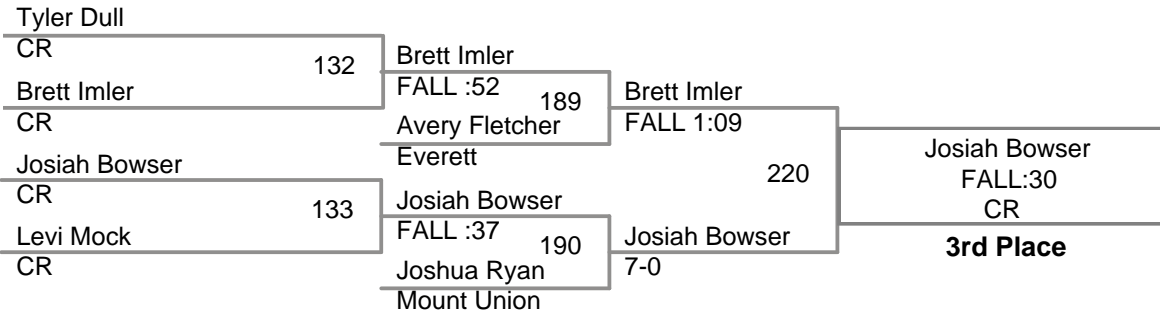 Tyler Dull
CR
132
Brett Imler
CR
Josiah Bowser
CR
133
Levi Mock
CR
Brett Imler
FALL :52
189
Avery Fletcher
Everett
Josiah Bowser
FALL :37
190
Joshua Ryan
Mount Union
Brett Imler
FALL 1:09
220
Josiah Bowser
7-0
Josiah Bowser
FALL:30
CR
3rd Place